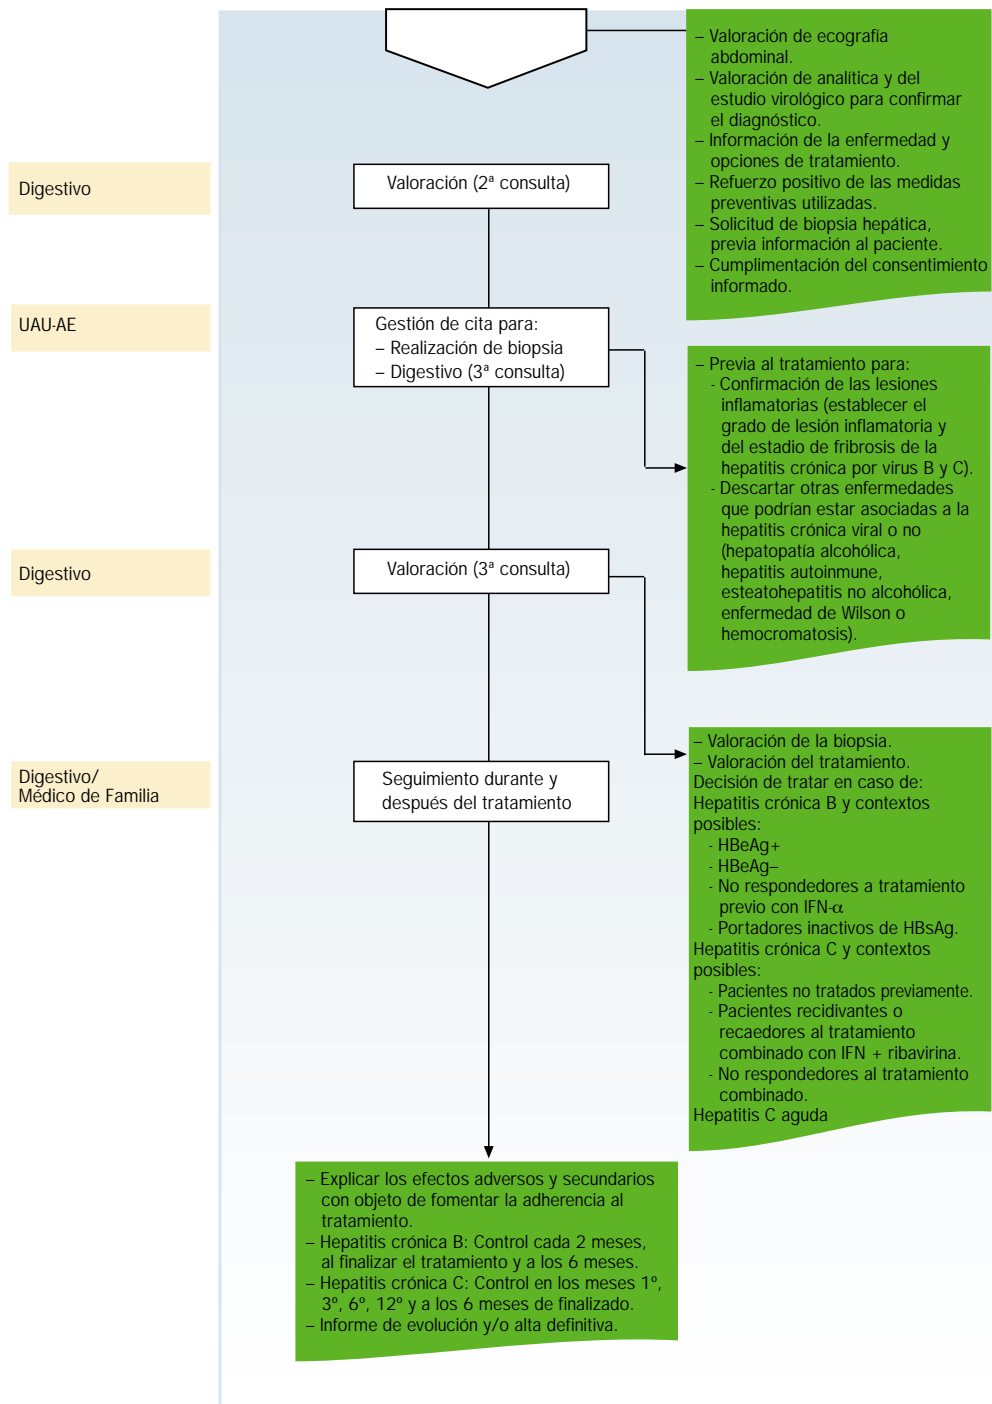 – Valoración de ecografía
abdominal.
– Valoración de analítica y del
estudio virológico para confirmar
el diagnóstico.
– Información de la enfermedad y
opciones de tratamiento.
– Refuerzo positivo de las medidas
preventivas utilizadas.
– Solicitud de biopsia hepática,
previa información al paciente.
– Cumplimentación del consentimiento
informado.
Digestivo
Valoración (2ª consulta)
UAU-AE
Gestión de cita para:
– Realización de biopsia
– Digestivo (3ª consulta)
– Previa al tratamiento para:
- Confirmación de las lesiones
inflamatorias (establecer el
grado de lesión inflamatoria y
del estadio de fribrosis de la
hepatitis crónica por virus B y C).
- Descartar otras enfermedades
que podrían estar asociadas a la
hepatitis crónica viral o no
(hepatopatía alcohólica,
hepatitis autoinmune,
esteatohepatitis no alcohólica,
enfermedad de Wilson o
hemocromatosis).
Digestivo
Valoración (3ª consulta)
– Valoración de la biopsia.
– Valoración del tratamiento.
Decisión de tratar en caso de:
Hepatitis crónica B y contextos
posibles:
- HBeAg+
- HBeAg–
- No respondedores a tratamiento
previo con IFN-α
- Portadores inactivos de HBsAg.
Hepatitis crónica C y contextos
posibles:
- Pacientes no tratados previamente.
- Pacientes recidivantes o
recaedores al tratamiento
combinado con IFN + ribavirina.
- No respondedores al tratamiento
combinado.
Hepatitis C aguda
Digestivo/
Médico de Familia
Seguimiento durante y
después del tratamiento
– Explicar los efectos adversos y secundarios
con objeto de fomentar la adherencia al
tratamiento.
– Hepatitis crónica B: Control cada 2 meses,
al finalizar el tratamiento y a los 6 meses.
– Hepatitis crónica C: Control en los meses 1º,
3º, 6º, 12º y a los 6 meses de finalizado.
– Informe de evolución y/o alta definitiva.